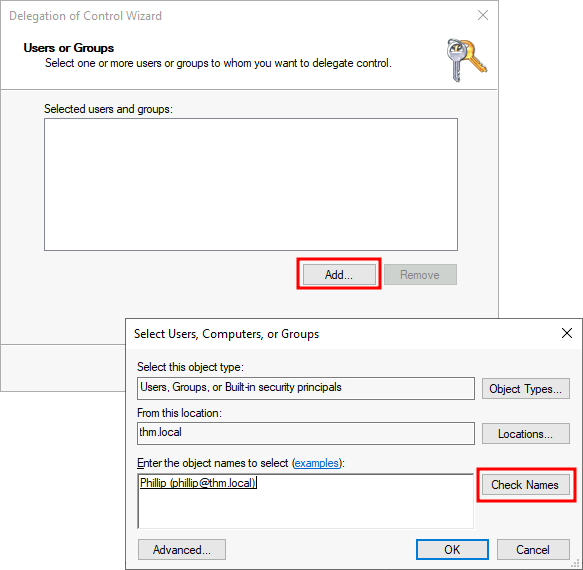 Delegation of Control Wizard
Users or Groups
Select one or more users or groups to whom you want to delegate control.
Selected users and groups:
Add...
Remove
Select Users, Computers, or Groups
Select this object type:
Users, Groups, or Built-in security principals
Object Types...
From this location:
thm.local
Locations...
Enter the object names to select (examples):
Phillip (phillip@thm.local)
Check Names
Advanced...
OK
Cancel